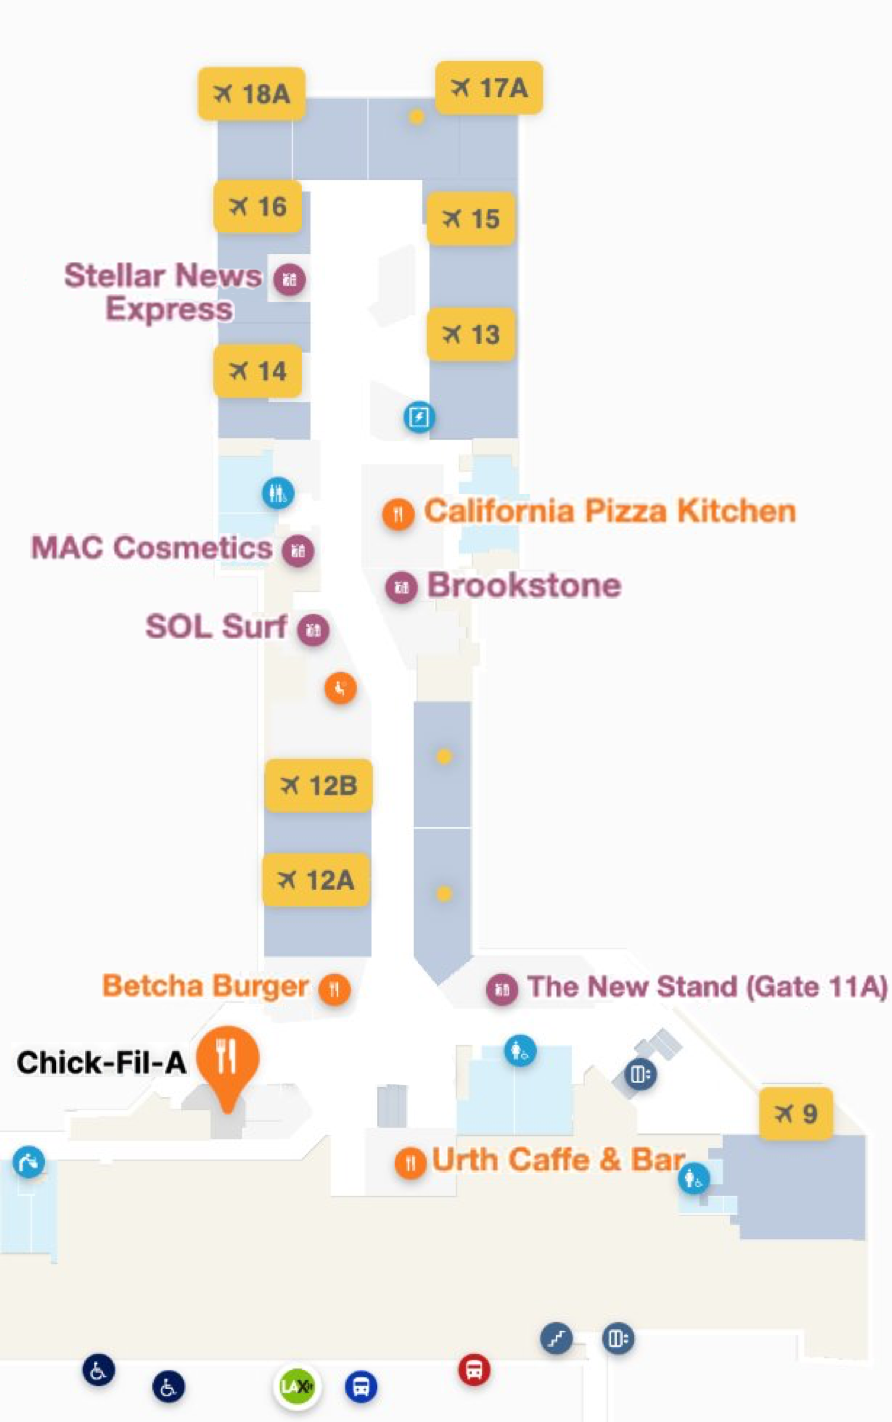 18A
17A
16
15
Stellar News
Express
13
14
California Pizza Kitchen
MAC Cosmetics
Brookstone
SOL Surf
12B
12A
Betcha Burger
The New Stand (Gate 11A)
Chick-Fil-A
9
Urth Caffe & Bar
LAXit